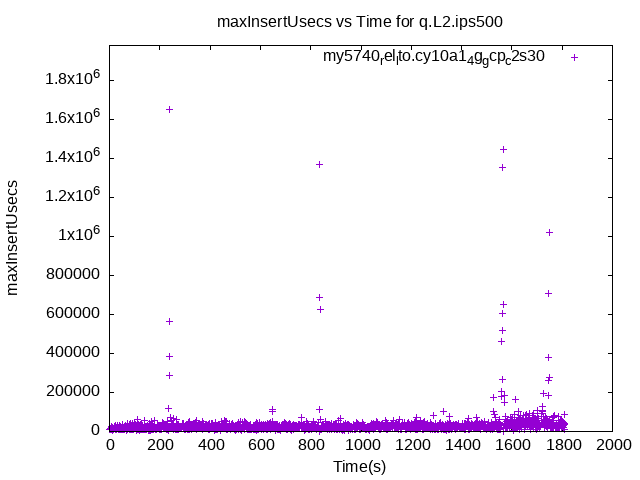 maxInsertUsecs vs Time for q.L2.ips500
my5740rellto.cy10a14ggcpc2s30
1.8x10^6
1.6x10^6
1.4x10^6
1.2x10^6
1x10^6
800000
600000
400000
200000
0
maxInsertUsecs
0 200 400 600 800 1000 1200 1400 1600 1800 2000
Time(s)